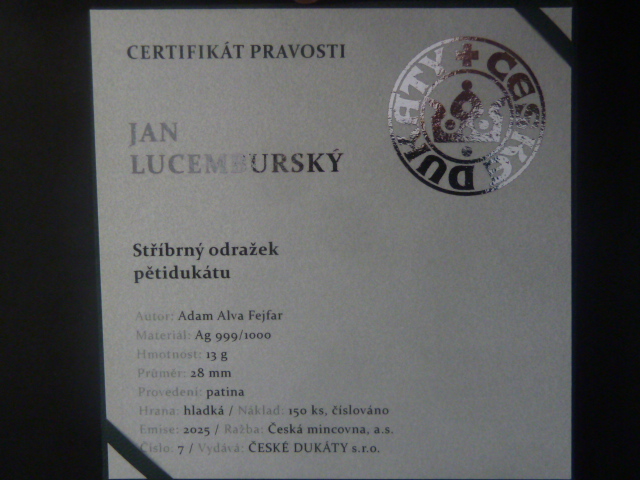 CERTIFIKÁT PRAVOSTI
ČESKÉ DUKÁTY
JAN
LUCEMBURSKÝ
Stříbrný odražek
pětidukátu
Autor: Adam Alva Fejfar
Materiál: Ag 999/1000
Hmotnost: 13 g
Průměr: 28 mm
Provedení: patina
Hrana: hladká / Náklad: 150 ks, číslováno
Emise: 2025 / Ražba: Česká mincovna, a.s.
Číslo: 7 / Vydává: ČESKÉ DUKÁTY s.r.o.